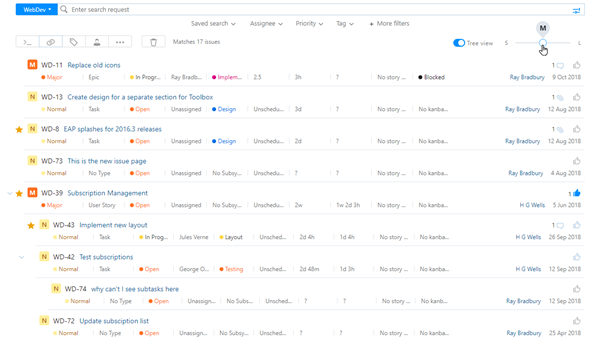 WebDev Enter search request
Saved search Assignee Priority Tag + More filters
M
Matches 17 issues Tree view S L
M WD-11 Replace old icons 1
Major Epic In Progr... Ray Bradb... Implem... 2.5 3h ? No story ... Blocked Ray Bradbury 9 Oct 2018
N WD-13 Create design for a separate section for Toolbox 1
Normal Task Open Unassigned Design Unschedu... 3d ? No story ... No kanba... Ray Bradbury 12 Aug 2018
N WD-8 EAP splashes for 2016.3 releases 1
Normal Task Open Unassigned Design Unschedu... 2d ? No story ... No kanba... Ray Bradbury 12 Aug 2018
N WD-73 This is the new issue page
Normal No Type Open Unassigned No Subsy... Unschedu... ? ? No story ... No kanba... Ray Bradbury 4 Aug 2018
M WD-39 Subscription Management 1
Major User Story Open Unassigned No Subsy... Unschedu... 2w 1w 2d 3h No story ... No kanba... H G Wells 5 Jun 2018
N WD-43 Implement new layout 1
Normal Task In Prog... Jules Verne Layout Unsched... 2d 4h 1d 4h No story ... No kanba... H G Wells 26 Sep 2018
N WD-42 Test subscriptions
Normal Task Open George O... Testing Unsched... 2d 48m 1d 3h No story ... No kanba... H G Wells 12 Sep 2018
N WD-74 why can't I see subtasks here
Normal No Type Open Unassign... No Subs... Unsched... ? ? No story ... No kanba... Ray Bradbury 12 Sep 2018
N WD-72 Update subsciption list
Normal No Type Open Unassigned No Subsy... Unsched... ? ? No story ... No kanba... Ray Bradbury 25 Apr 2018